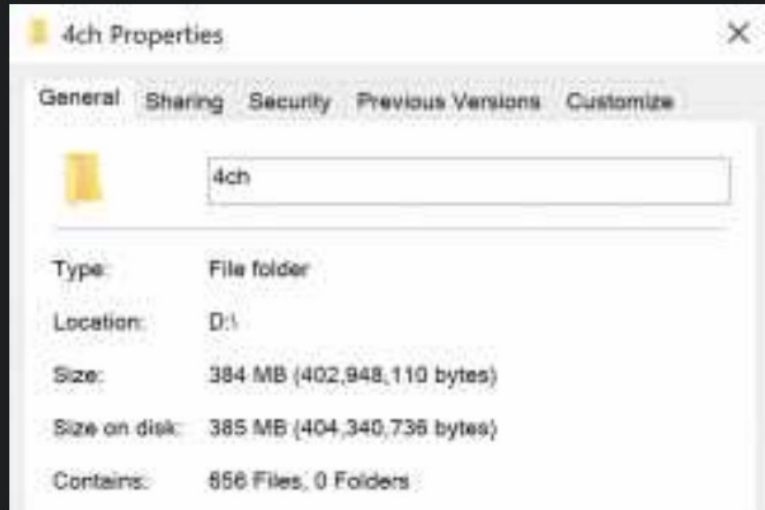 4ch Properties
General Sharing Security Previous Versions Customize
4ch
Type: File folder
Location: D:\
Size: 384 MB (402,948,110 bytes)
Size on disk: 385 MB (404,340,736 bytes)
Contains: Files, 0 Folders